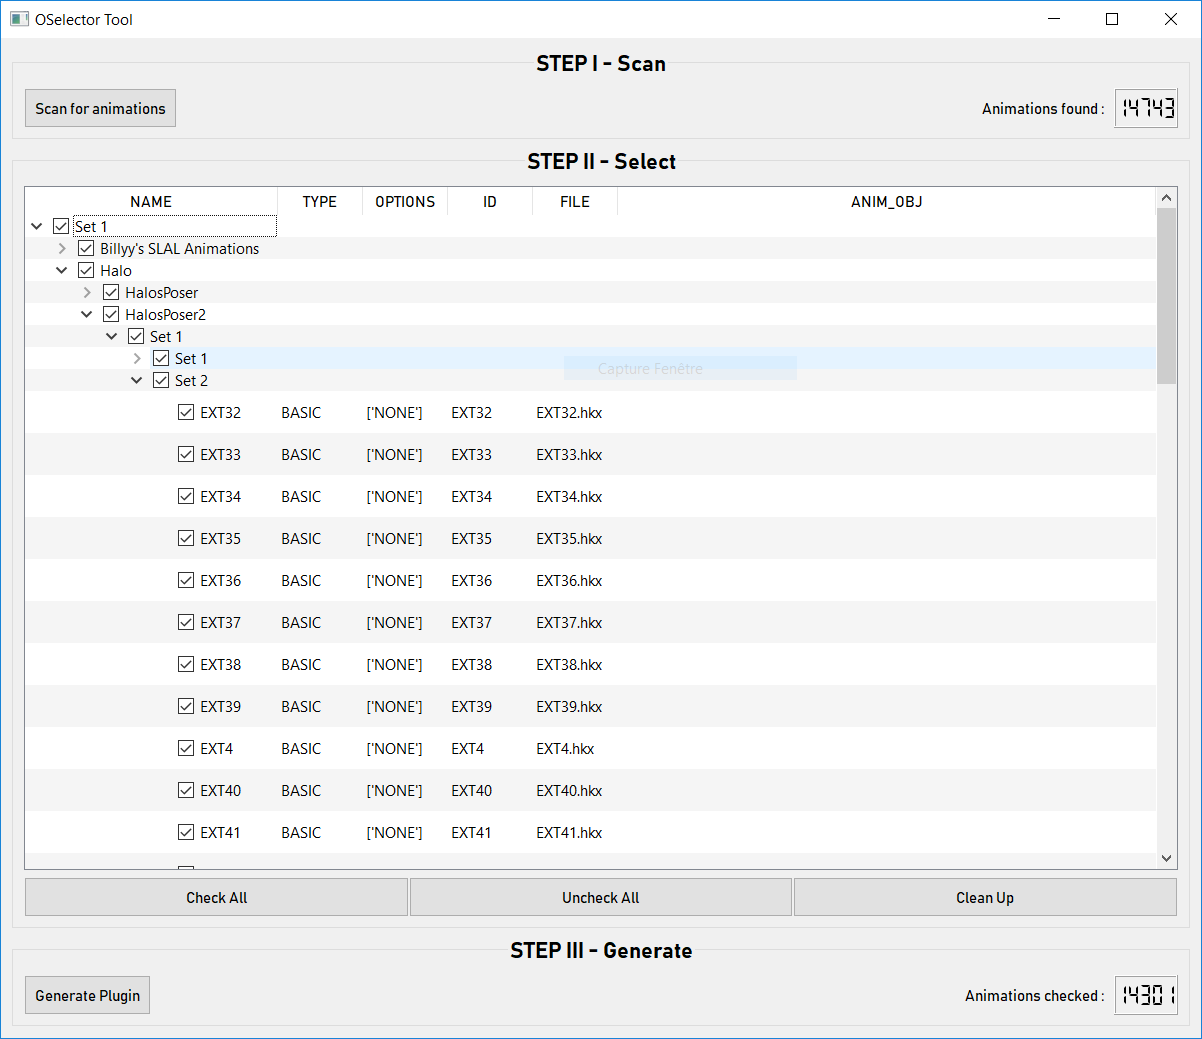 OSelector Tool
STEP I - Scan
Scan for animations
Animations found :
14743
STEP II - Select
NAME TYPE OPTIONS ID FILE ANIM_OBJ
Set 1
Billyy's SLAL Animations
Halo
HalosPoser
HalosPoser2
Set 1
Set 1
Capture Fenêtre
Set 2
EXT32 BASIC ['NONE'] EXT32 EXT32.hkx
EXT33 BASIC ['NONE'] EXT33 EXT33.hkx
EXT34 BASIC ['NONE'] EXT34 EXT34.hkx
EXT35 BASIC ['NONE'] EXT35 EXT35.hkx
EXT36 BASIC ['NONE'] EXT36 EXT36.hkx
EXT37 BASIC ['NONE'] EXT37 EXT37.hkx
EXT38 BASIC ['NONE'] EXT38 EXT38.hkx
EXT39 BASIC ['NONE'] EXT39 EXT39.hkx
EXT4 BASIC ['NONE'] EXT4 EXT4.hkx
EXT40 BASIC ['NONE'] EXT40 EXT40.hkx
EXT41 BASIC ['NONE'] EXT41 EXT41.hkx
Check All Uncheck All Clean Up
STEP III - Generate
Generate Plugin
Animations checked :
14301